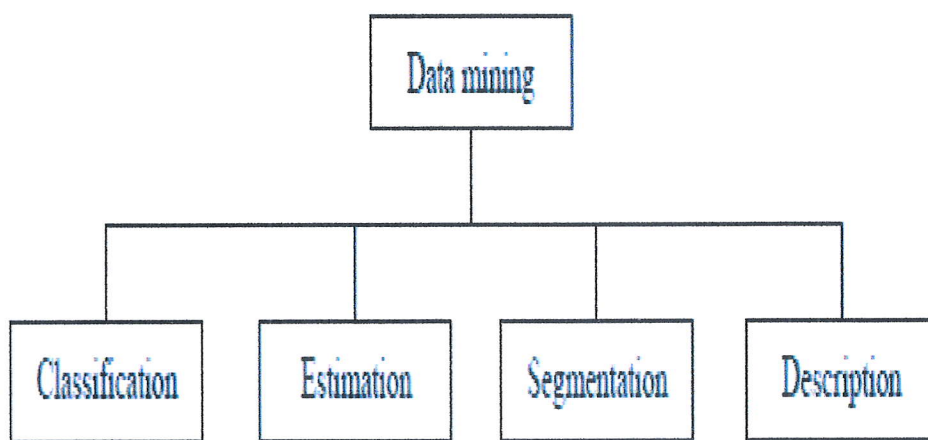 Data mining
Classification
Estimation
Segmentation
Description